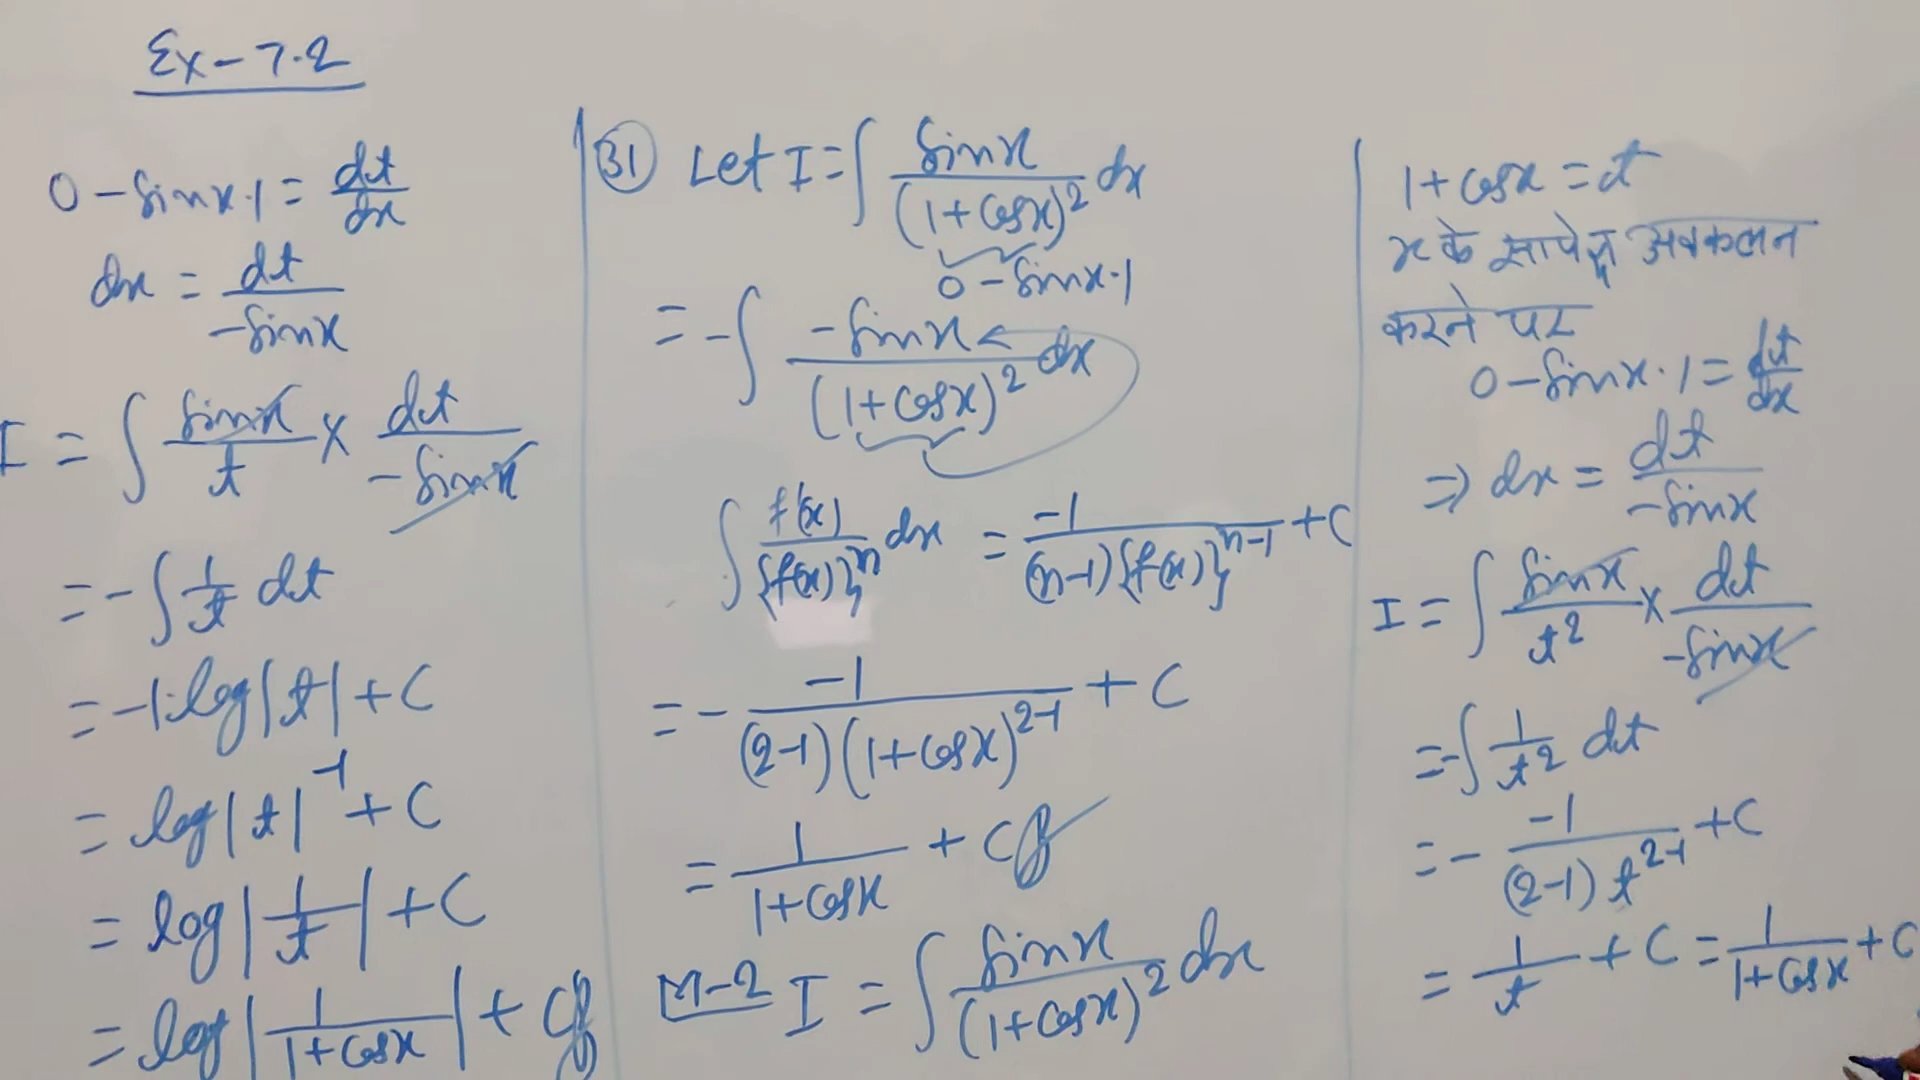 Ex-7.2
0-sinx.1 = dt/dx
dx = dt/-sinx
I = ∫ sinx/t × dt/-sinx
= -∫ 1/t dt
= -1·log|t| + C
= log|t|^-1 + C
= log|1/t| + C
= log|1/1+cosx| + C
31 Let I = ∫ sinx/(1+cosx)^2 dx
0-sinx.1
= -∫ -sinx/(1+cosx)^2 dx
∫ f'(x)/{f(x)}^n dx = -1/(n-1){f(x)}^n-1 + C
= - -1/(2-1)(1+cosx)^2-1 + C
= 1/1+cosx + C
M-2 I = ∫ sinx/(1+cosx)^2 dx
1+cosx = t
x के सापेक्ष अवकलन
करने पर
0-sinx.1 = dt/dx
⇒ dx = dt/-sinx
I = ∫ sinx/t^2 × dt/-sinx
= -∫ 1/t^2 dt
= - -1/(2-1) t^2-1 + C
= 1/t + C = 1/1+cosx + C